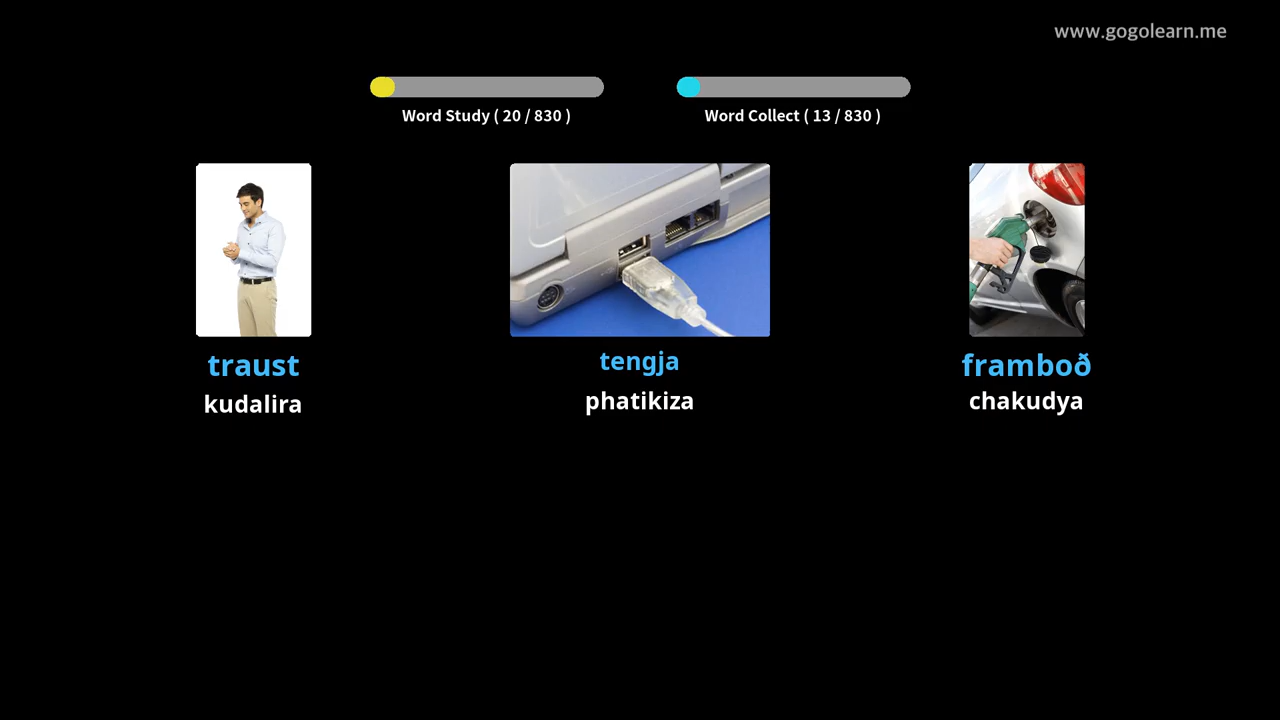 www.gogolearn.me
Word Study ( 20 / 830 )
Word Collect ( 13 / 830 )
traust
kudalira
tengja
phatikiza
framboð
chakudya